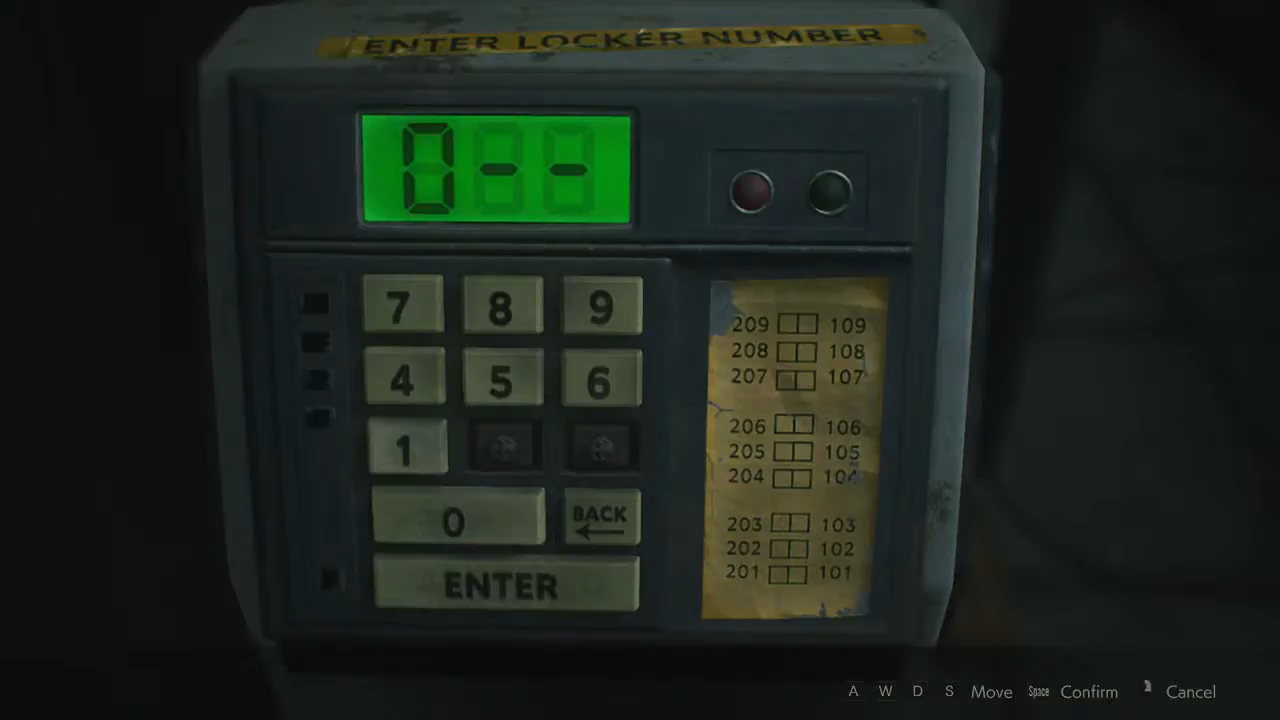 ENTER LOCKER NUMBER
0--
7 8 9
4 5 6
1
0 BACK
ENTER
209 109
208 108
207 107
206 106
205 105
204 104
203 103
202 102
201 101
A W D S Move Space Confirm Cancel